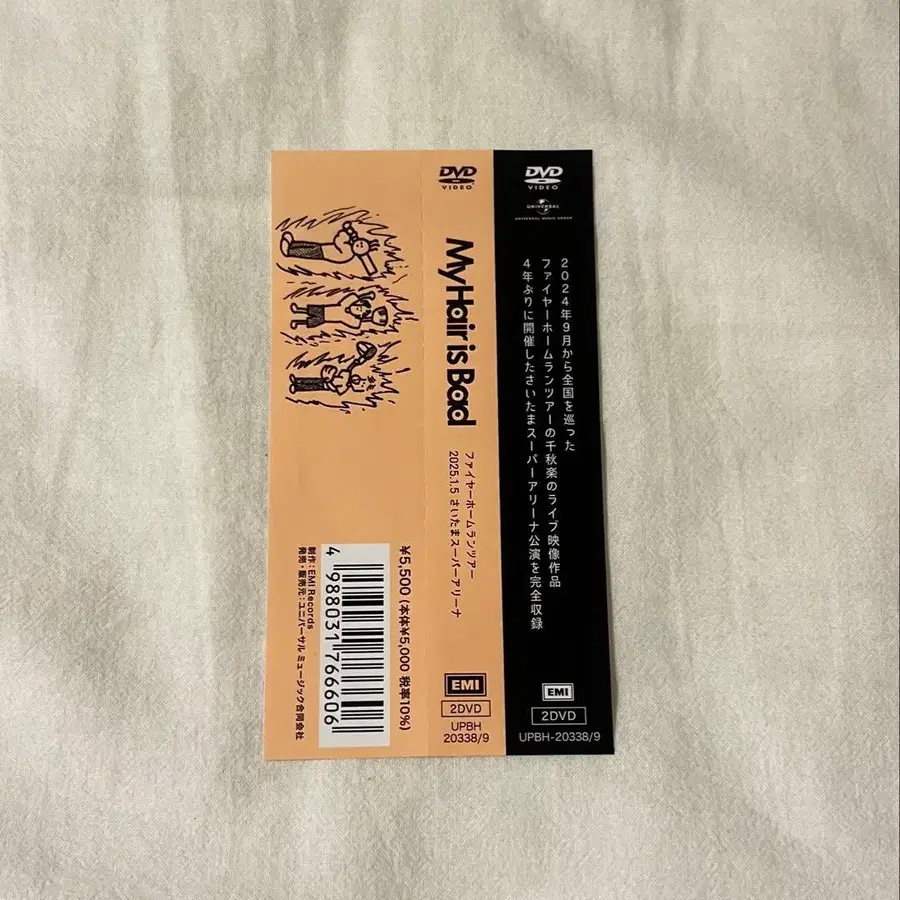 DVD
VIDEO
UNIVERSAL
UNIVERSAL MUSIC GROUP
2024年9月から全国を巡った
ファイヤーホームランツアーの千秋楽のライブ映像作品
4年ぶりに開催したさいたまスーパーアリーナ公演を完全収録
EMI
2DVD
UPBH-20338/9
DVD
VIDEO
My Hair is Bad
ファイヤーホームランツアー
2025.1.5 さいたまスーパーアリーナ
EMI
2DVD
UPBH
20338/9
¥5,500 (本体¥5,000 税率10%)
4 988031 766606
制作：EMI Records
発売・販売元：ユニバーサル ミュージック合同会社